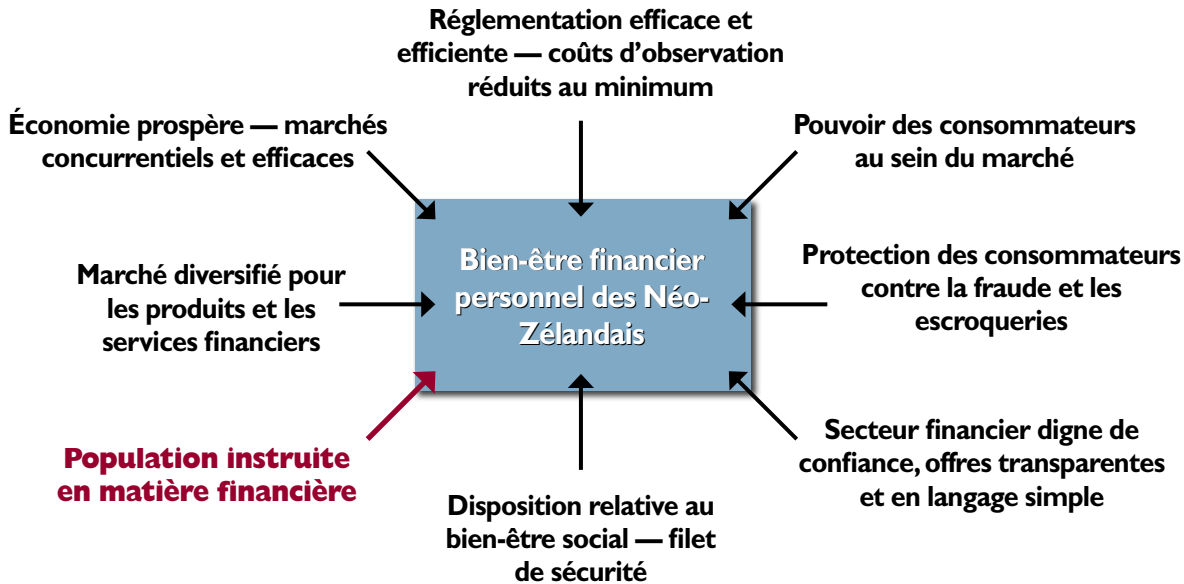 Réglementation efficace et
efficiente — coûts d’observation
réduits au minimum
Économie prospère — marchés
concurrentiels et efficaces
Pouvoir des consommateurs
au sein du marché
Marché diversifié pour
les produits et les
services financiers
Bien-être financier
personnel des Néo-
Zélandais
Protection des consommateurs
contre la fraude et les
escroqueries
Population instruite
en matière financière
Disposition relative au
bien-être social — filet
de sécurité
Secteur financier digne de
confiance, offres transparentes
et en langage simple